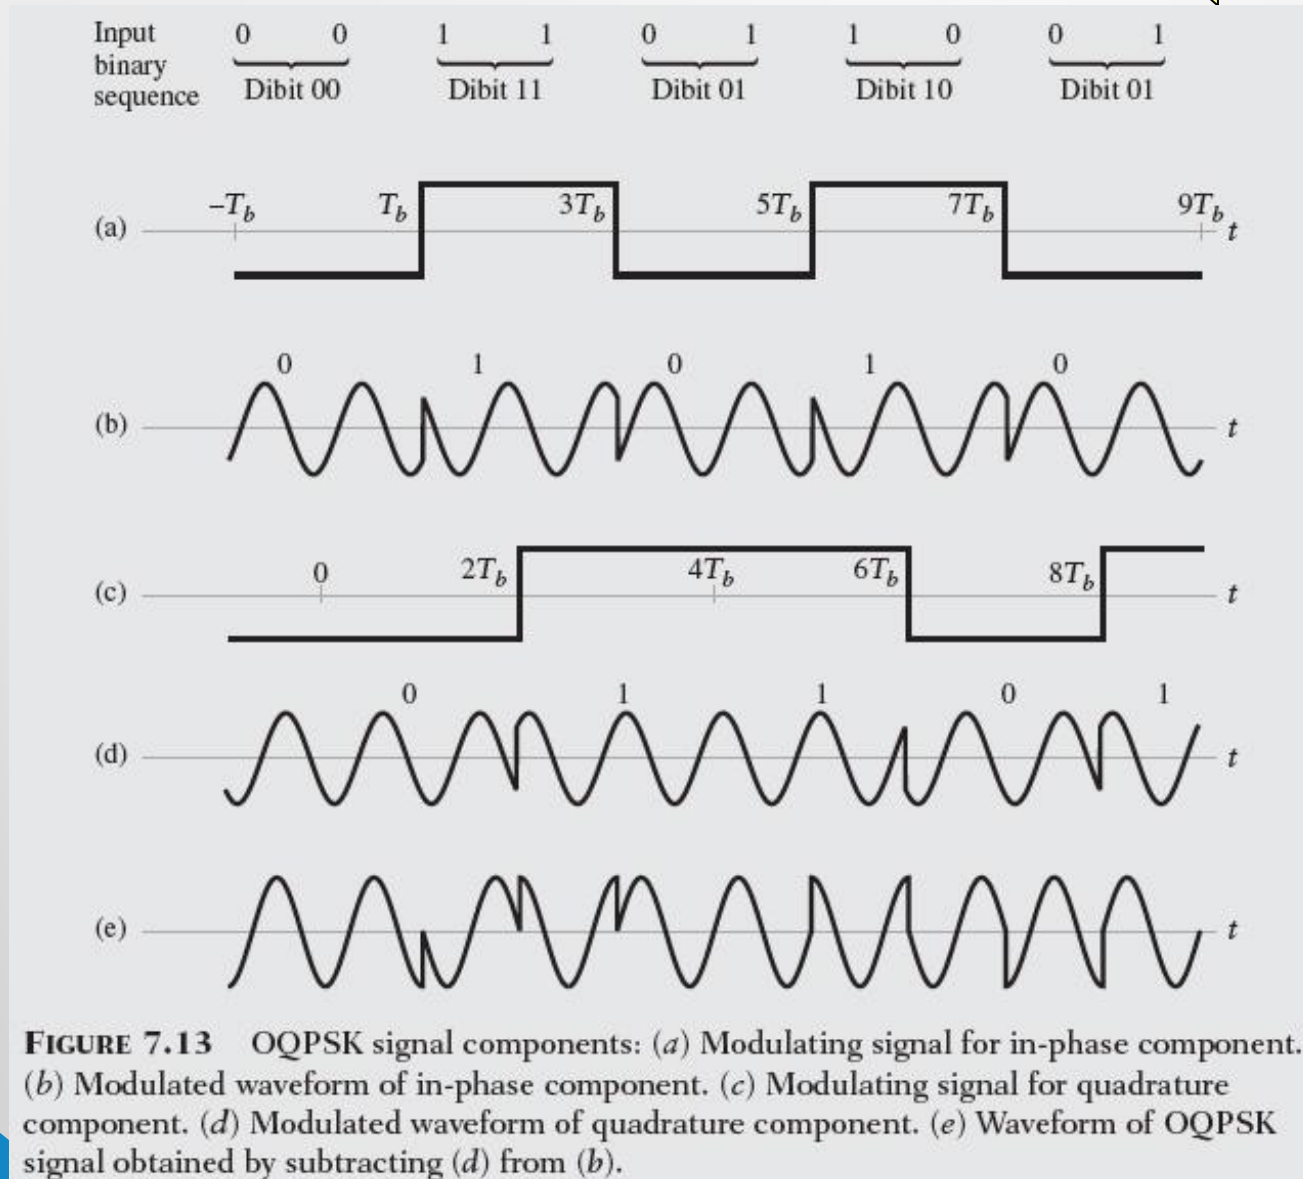 Input 0 0 1 1 0 1 1 0 0 1
binary
sequence Dibit 00 Dibit 11 Dibit 01 Dibit 10 Dibit 01
−Tb Tb 3Tb 5Tb 7Tb 9Tb
(a) t
0 1 0 1 0
(b) t
0 2Tb 4Tb 6Tb 8Tb
(c) t
0 1 1 0 1
(d) t
(e) t
FIGURE 7.13 OQPSK signal components: (a) Modulating signal for in-phase component.
(b) Modulated waveform of in-phase component. (c) Modulating signal for quadrature
component. (d) Modulated waveform of quadrature component. (e) Waveform of OQPSK
signal obtained by subtracting (d) from (b).